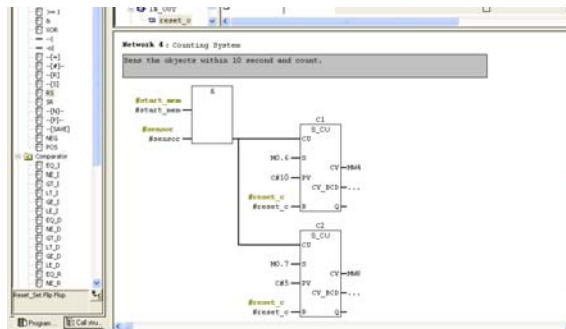 >=1
&
XOR
--|
-o|
-[=]
-[#]-
-[R]
-[S]
RS
SR
-[N]-
-[P]-
-[SAVE]
NEG
POS
Comparator
EQ_I
NE_I
GT_I
LT_I
GE_I
LE_I
EQ_D
NE_D
GT_D
LT_D
GE_D
LE_D
EQ_R
NE_R
Reset_Set Flip Flop
Program...
Call stru...
IN_OUT
reset_c
Network 4: Counting System
Sens the objects within 10 second and count.
&
#start_mem
#start_mem
#sensor
#sensor
C1
S_CU
CU
M0.6
S
CV
MW4
C#10
PV
CV_BCD
...
#reset_c
#reset_c
R
Q
C2
S_CU
CU
M0.7
S
CV
MW8
C#5
PV
CV_BCD
...
#reset_c
#reset_c
R
Q